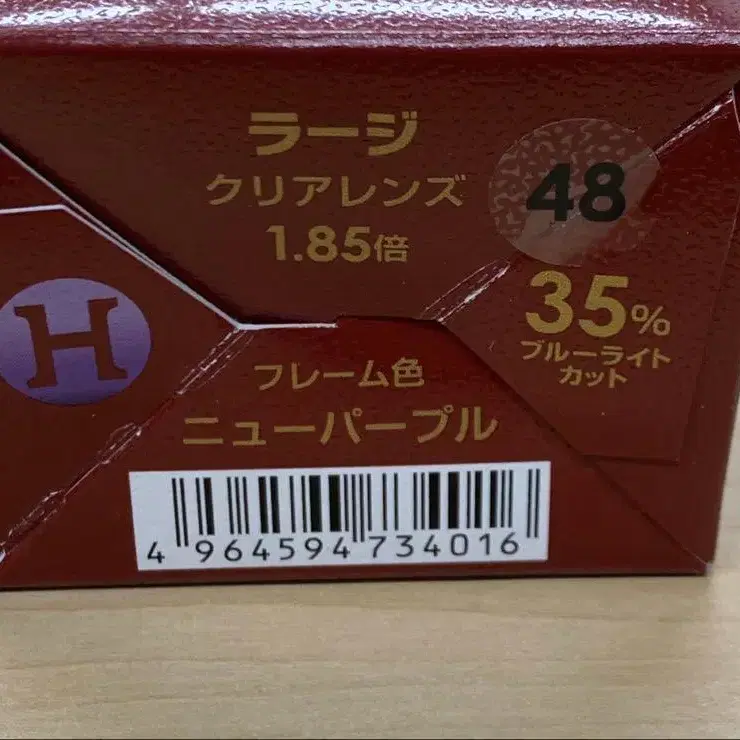 ラージ
クリアレンズ
1.85倍
48
35%
ブルーライト
カット
H
フレーム色
ニューパープル
4 964594 734016